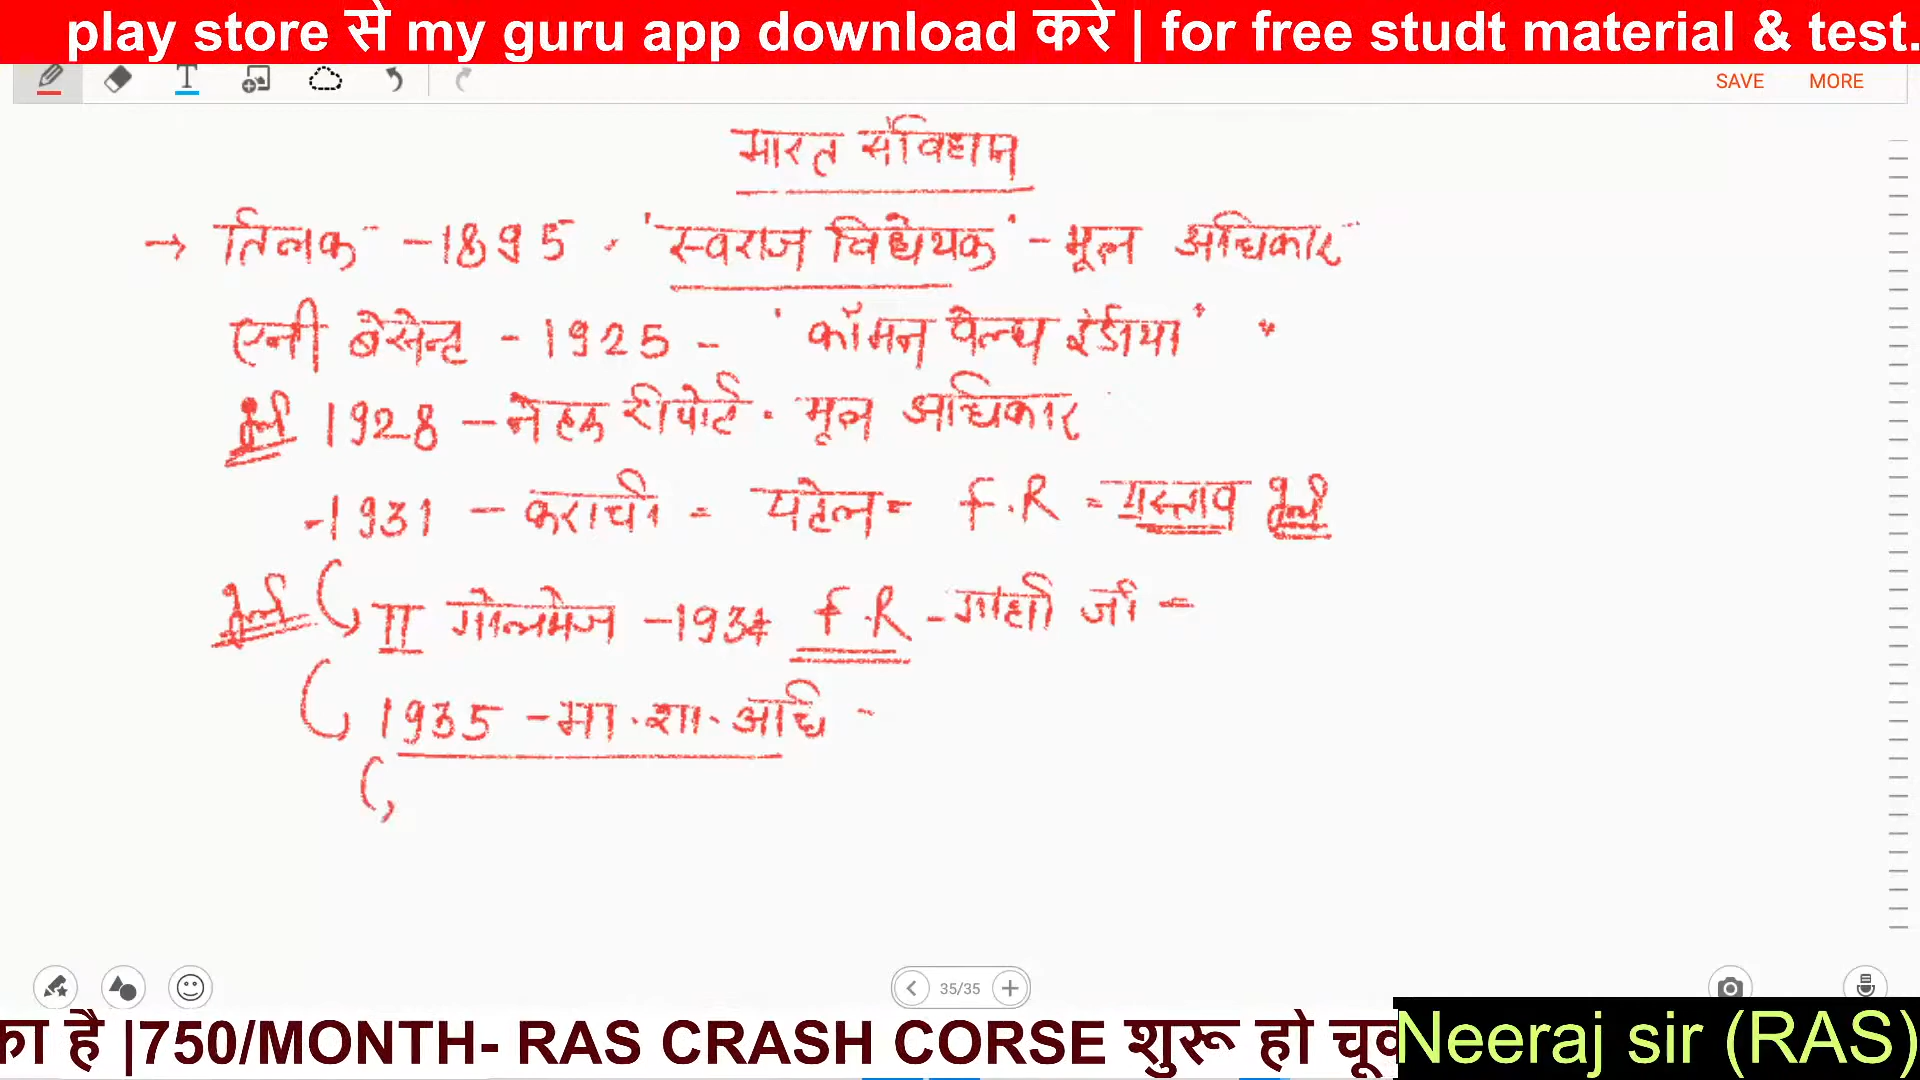 play store से my guru app download करे | for free studt material & test.
T SAVE MORE
भारत संविधान
→ तिलक - 1895 . 'स्वराज विधेयक' - मूल अधिकार
एनी बेसेन्ट - 1925 - 'कॉमन वेल्थ इंडीया' "
1928 - नेहरू रीपोर्ट . मूल अधिकार
-1931 - कराची = पटेल = F.R = प्रस्ताव
II गोलमेज - 193 F.R - गांधी जी =
1935 - भा.शा.अधि -
35/35
का है |750/MONTH- RAS CRASH CORSE शुरू हो चूक
Neeraj sir (RAS)